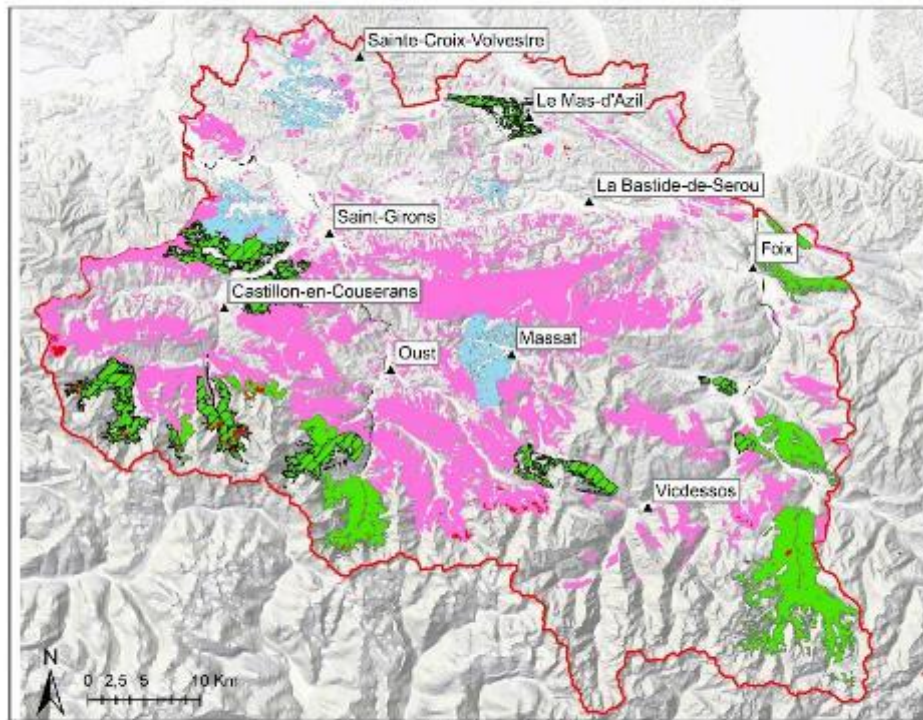 Sainte-Croix-Volvestre
Le Mas-d'Azil
La Bastide-de-Serou
Saint-Girons
Foix
Castillon-en-Couserans
Massat
Oust
Vicdessos
N
0 2,5 5 10 Km